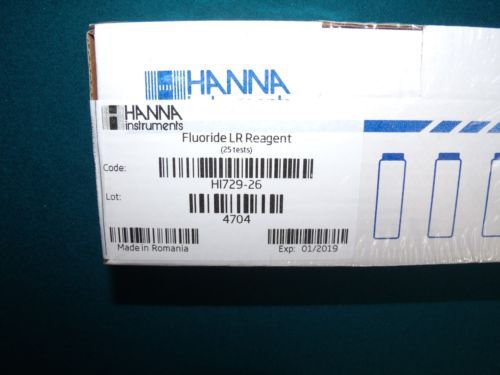 HANNA
instruments
HANNA
instruments
Fluoride LR Reagent
(25 tests)
Code:
HI729-26
Lot:
4704
Made in Romania
Exp: 01/2019